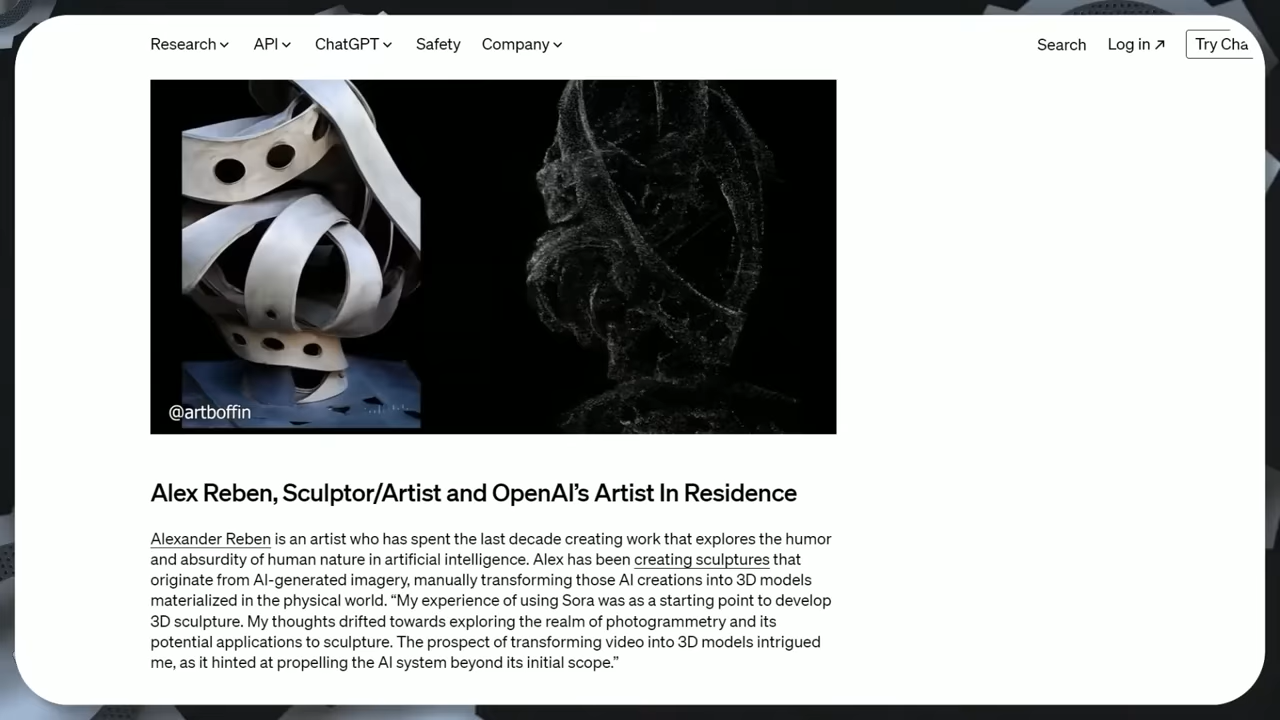 Research API ChatGPT Safety Company Search Log in ↗ Try Cha
@artboffin
Alex Reben, Sculptor/Artist and OpenAI’s Artist In Residence
Alexander Reben is an artist who has spent the last decade creating work that explores the humor
and absurdity of human nature in artificial intelligence. Alex has been creating sculptures that
originate from AI-generated imagery, manually transforming those AI creations into 3D models
materialized in the physical world. “My experience of using Sora was as a starting point to develop
3D sculpture. My thoughts drifted towards exploring the realm of photogrammetry and its
potential applications to sculpture. The prospect of transforming video into 3D models intrigued
me, as it hinted at propelling the AI system beyond its initial scope.”